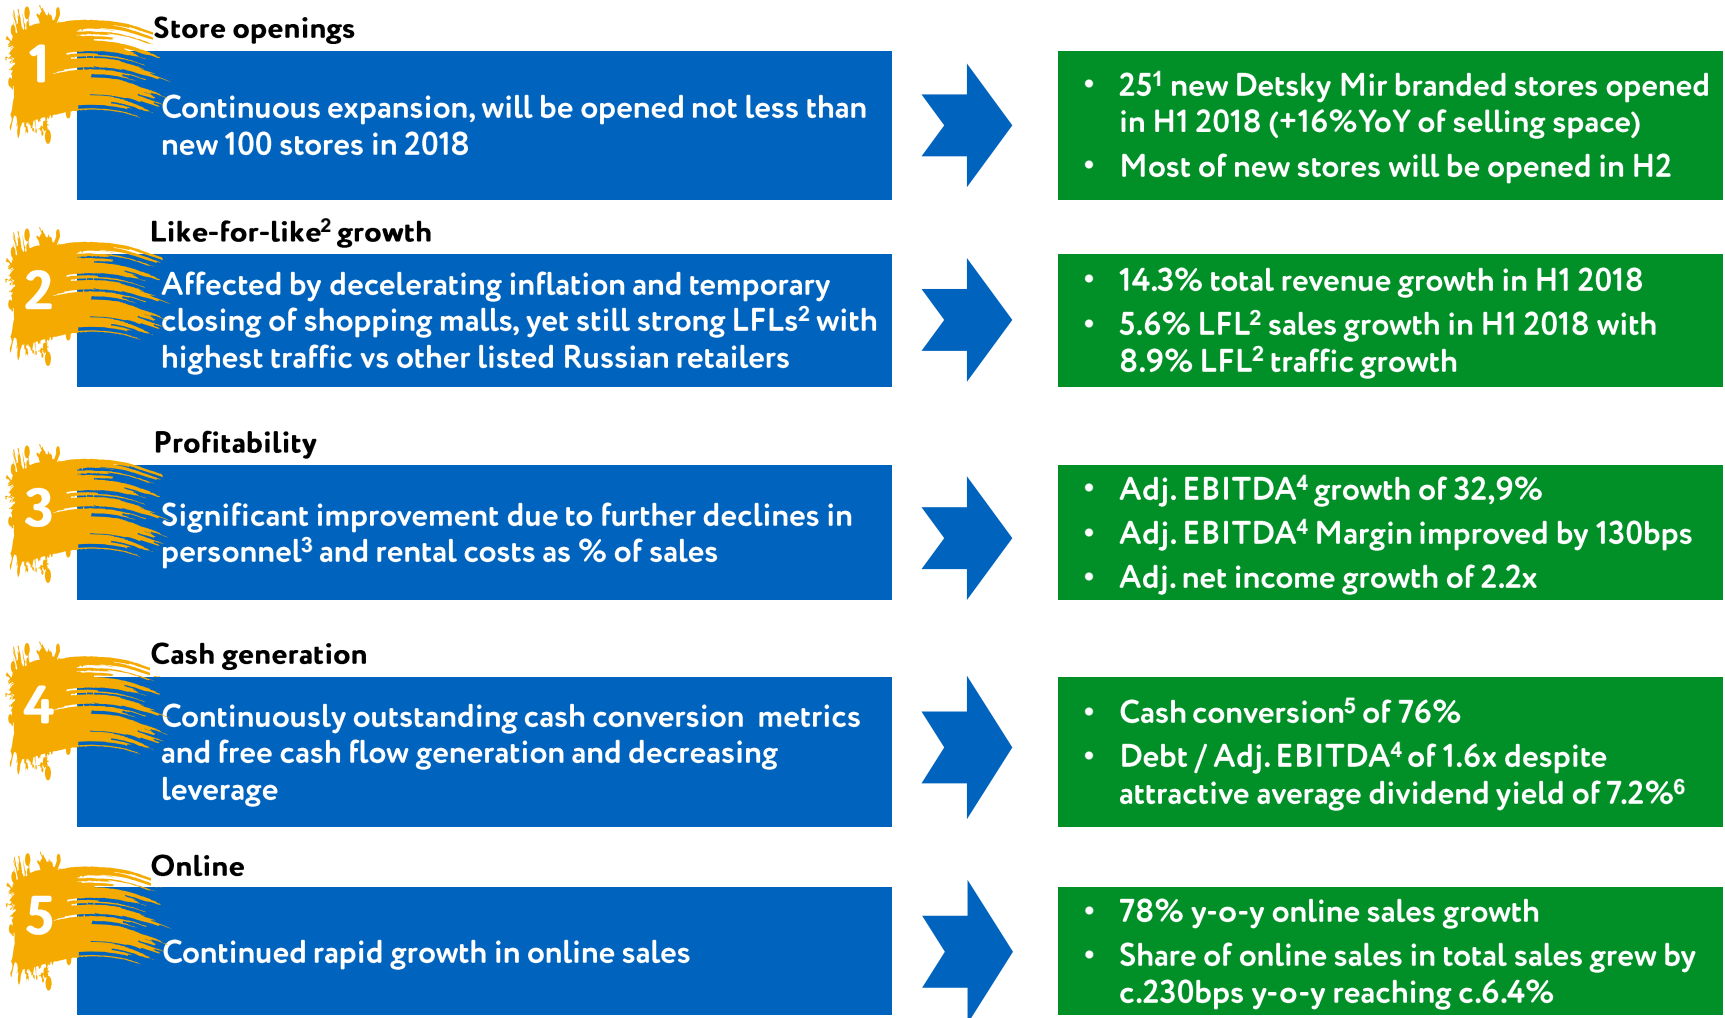 1
Store openings
Continuous expansion, will be opened not less than
new 100 stores in 2018
• 25¹ new Detsky Mir branded stores opened
in H1 2018 (+16%YoY of selling space)
• Most of new stores will be opened in H2
2
Like-for-like² growth
Affected by decelerating inflation and temporary
closing of shopping malls, yet still strong LFLs² with
highest traffic vs other listed Russian retailers
• 14.3% total revenue growth in H1 2018
• 5.6% LFL² sales growth in H1 2018 with
8.9% LFL² traffic growth
3
Profitability
Significant improvement due to further declines in
personnel³ and rental costs as % of sales
• Adj. EBITDA⁴ growth of 32,9%
• Adj. EBITDA⁴ Margin improved by 130bps
• Adj. net income growth of 2.2x
4
Cash generation
Continuously outstanding cash conversion metrics
and free cash flow generation and decreasing
leverage
• Cash conversion⁵ of 76%
• Debt / Adj. EBITDA⁴ of 1.6x despite
attractive average dividend yield of 7.2%⁶
5
Online
Continued rapid growth in online sales
• 78% y-o-y online sales growth
• Share of online sales in total sales grew by
c.230bps y-o-y reaching c.6.4%